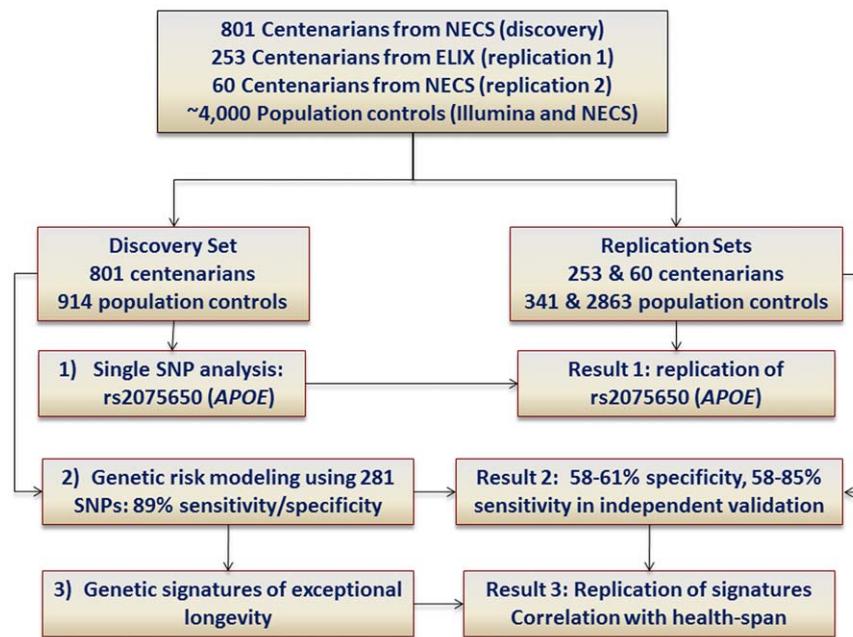 801 Centenarians from NECS (discovery)
253 Centenarians from ELIX (replication 1)
60 Centenarians from NECS (replication 2)
~4,000 Population controls (Illumina and NECS)
Discovery Set
801 centenarians
914 population controls
Replication Sets
253 & 60 centenarians
341 & 2863 population controls
1) Single SNP analysis:
rs2075650 (APOE)
Result 1: replication of
rs2075650 (APOE)
2) Genetic risk modeling using 281
SNPs: 89% sensitivity/specificity
Result 2: 58-61% specificity, 58-85%
sensitivity in independent validation
3) Genetic signatures of exceptional
longevity
Result 3: Replication of signatures
Correlation with health-span